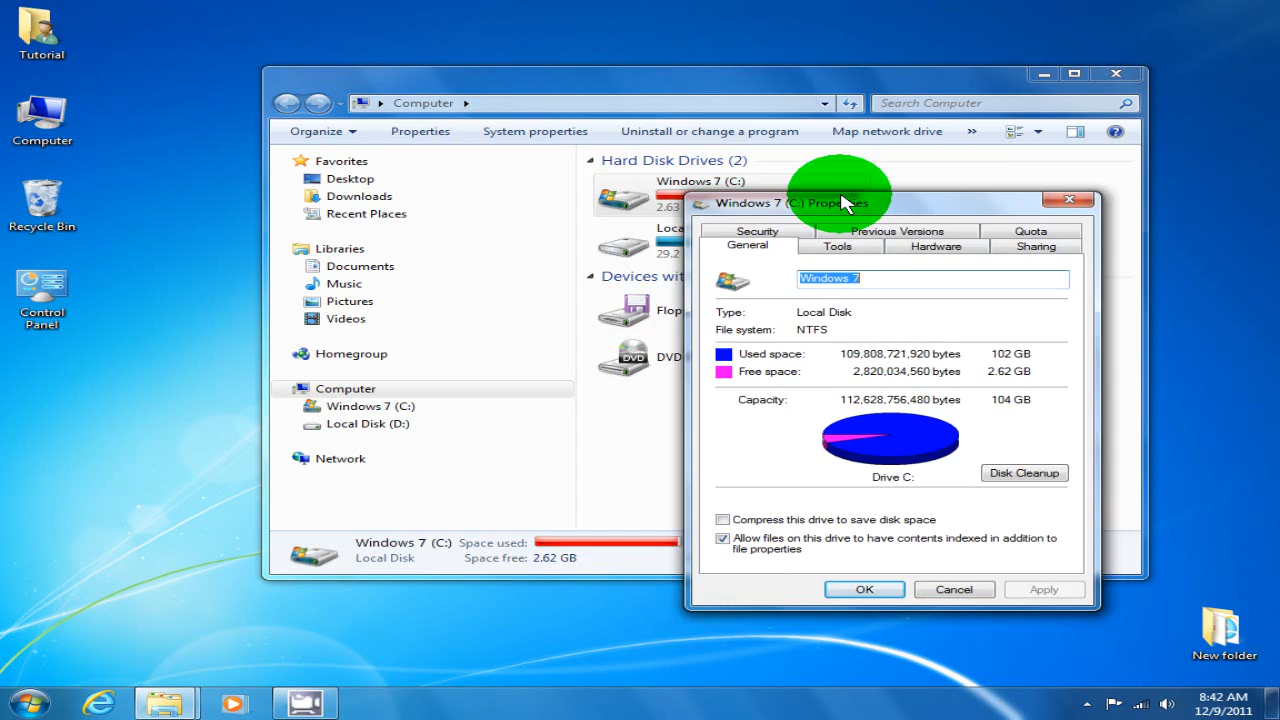 Tutorial
Computer
Recycle Bin
Control
Panel
Computer
Search Computer
Organize
Properties
System properties
Uninstall or change a program
Map network drive
»
Favorites
Desktop
Downloads
Recent Places
Libraries
Documents
Music
Pictures
Videos
Homegroup
Computer
Windows 7 (C:)
Local Disk (D:)
Network
Hard Disk Drives (2)
Windows 7 (C:)
2.63
Loca
29.2
Devices wit
Flop
DVD
DVD
Windows 7 (C:) Properties
Security
Previous Versions
Quota
General
Tools
Hardware
Sharing
Windows 7
Type: Local Disk
File system: NTFS
Used space: 109,808,721,920 bytes 102 GB
Free space: 2,820,034,560 bytes 2.62 GB
Capacity: 112,628,756,480 bytes 104 GB
Drive C:
Disk Cleanup
Compress this drive to save disk space
Allow files on this drive to have contents indexed in addition to
file properties
OK
Cancel
Apply
Windows 7 (C:) Space used:
Local Disk Space free: 2.62 GB
New folder
8:42 AM
12/9/2011